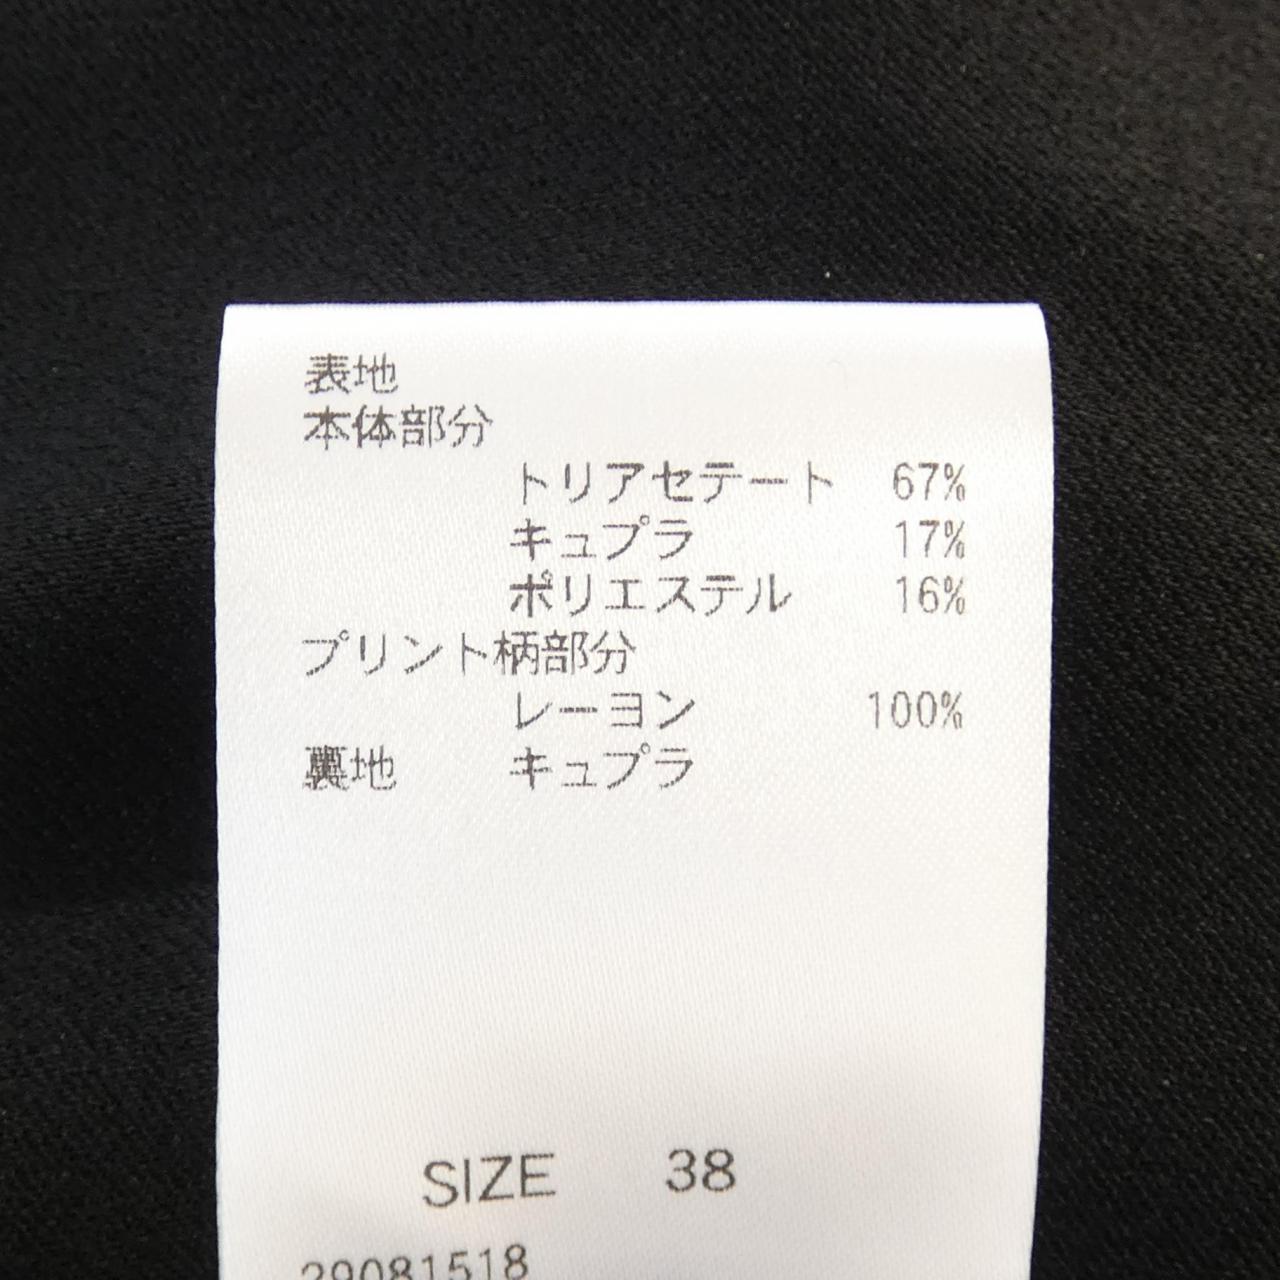 表地
本体部分
トリアセテート 67%
キュプラ 17%
ポリエステル 16%
プリント柄部分
レーヨン 100%
裏地 キュプラ
SIZE 38
29081518